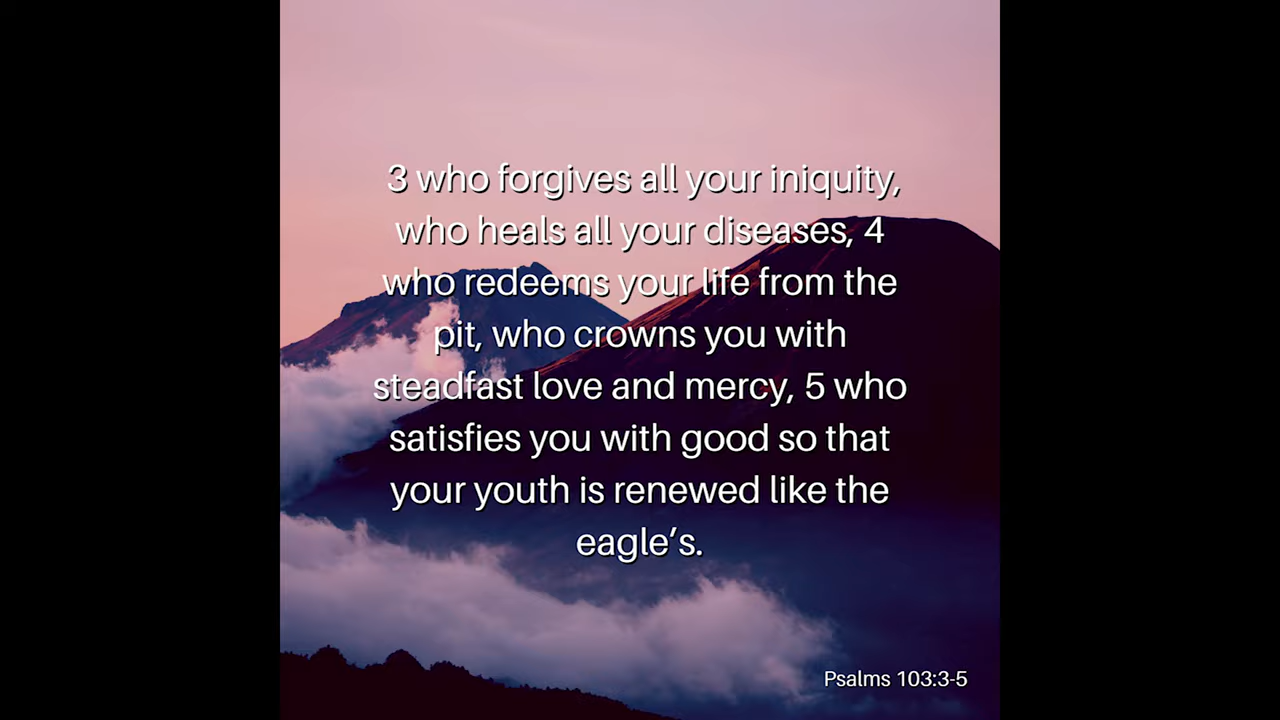 3 who forgives all your iniquity,
who heals all your diseases, 4
who redeems your life from the
pit, who crowns you with
steadfast love and mercy, 5 who
satisfies you with good so that
your youth is renewed like the
eagle’s.
Psalms 103:3-5